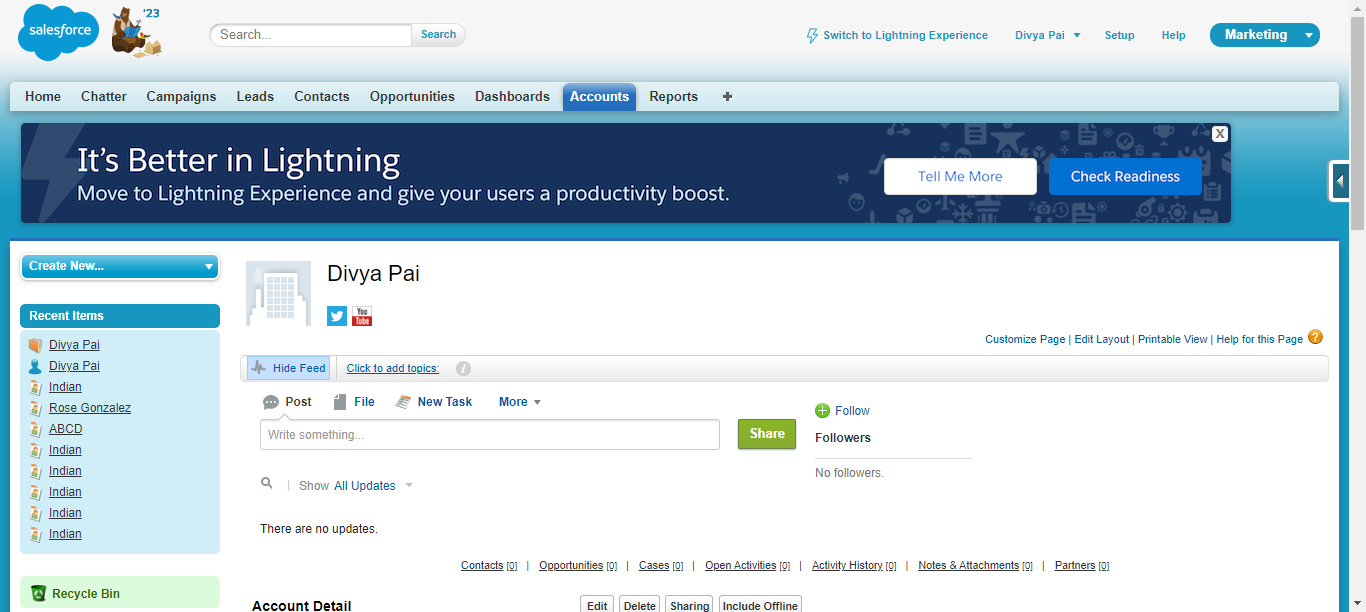 salesforce
'23
Search...
Search
Switch to Lightning Experience
Divya Pai
Setup
Help
Marketing
Home Chatter Campaigns Leads Contacts Opportunities Dashboards Accounts Reports +
It's Better in Lightning
Move to Lightning Experience and give your users a productivity boost.
Tell Me More
Check Readiness
X
Create New...
Recent Items
Divya Pai
Divya Pai
Indian
Rose Gonzalez
ABCD
Indian
Indian
Indian
Indian
Indian
Recycle Bin
Divya Pai
You
Tube
Customize Page | Edit Layout | Printable View | Help for this Page ?
Hide Feed
Click to add topics:
i
Post File New Task More
Write something...
Share
Follow
Followers
No followers.
Show All Updates
There are no updates.
Contacts [0] | Opportunities [0] | Cases [0] | Open Activities [0] | Activity History [0] | Notes & Attachments [0] | Partners [0]
Account Detail
Edit Delete Sharing Include Offline